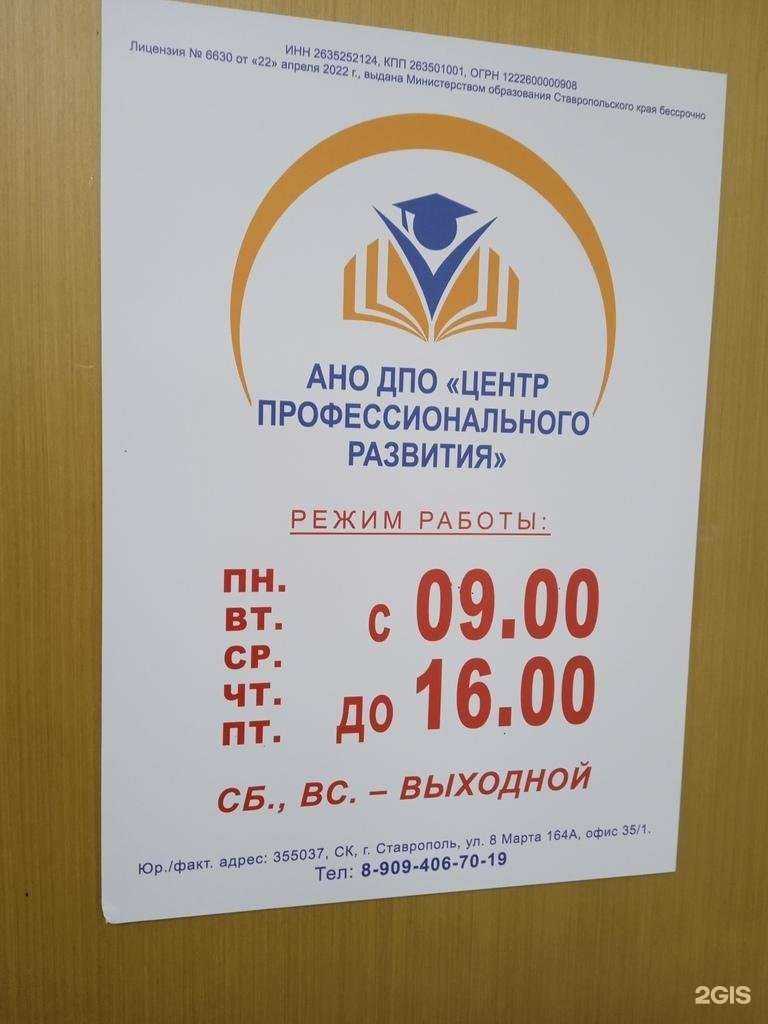 ИНН 2635252124, КПП 263501001, ОГРН 1222600000908
Лицензия № 6630 от «22» апреля 2022 г., выдана Министерством образования Ставропольского края бессрочно
АНО ДПО «ЦЕНТР
ПРОФЕССИОНАЛЬНОГО
РАЗВИТИЯ»
РЕЖИМ РАБОТЫ:
ПН.
ВТ.
СР.
ЧТ.
ПТ.
С 09.00
ДО 16.00
СБ., ВС. – ВЫХОДНОЙ
Юр./факт. адрес: 355037, СК, г. Ставрополь, ул. 8 Марта 164А, офис 35/1.
Тел: 8-909-406-70-19
2GIS